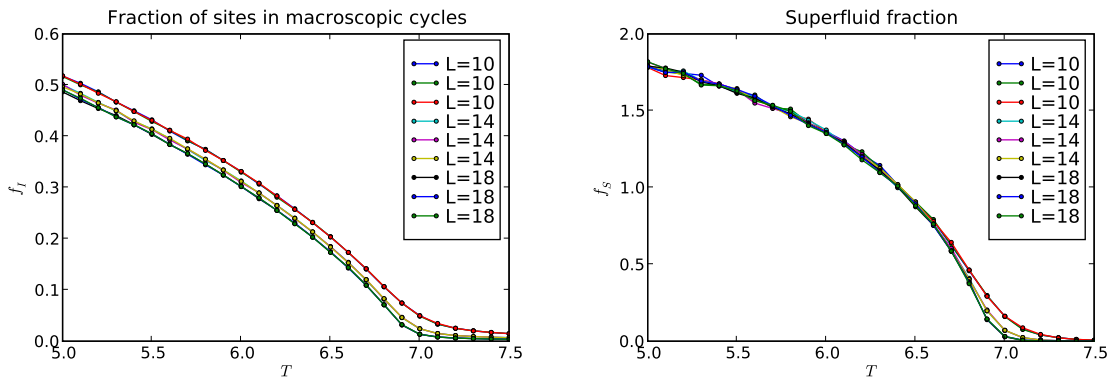 Fraction of sites in macroscopic cycles
0.6
0.5
0.4
0.3
0.2
0.1
0.0
f_I
5.0 5.5 6.0 6.5 7.0 7.5
T
L=10
L=10
L=10
L=14
L=14
L=14
L=18
L=18
L=18
Superfluid fraction
2.0
1.5
1.0
0.5
0.0
f_S
5.0 5.5 6.0 6.5 7.0 7.5
T
L=10
L=10
L=10
L=14
L=14
L=14
L=18
L=18
L=18